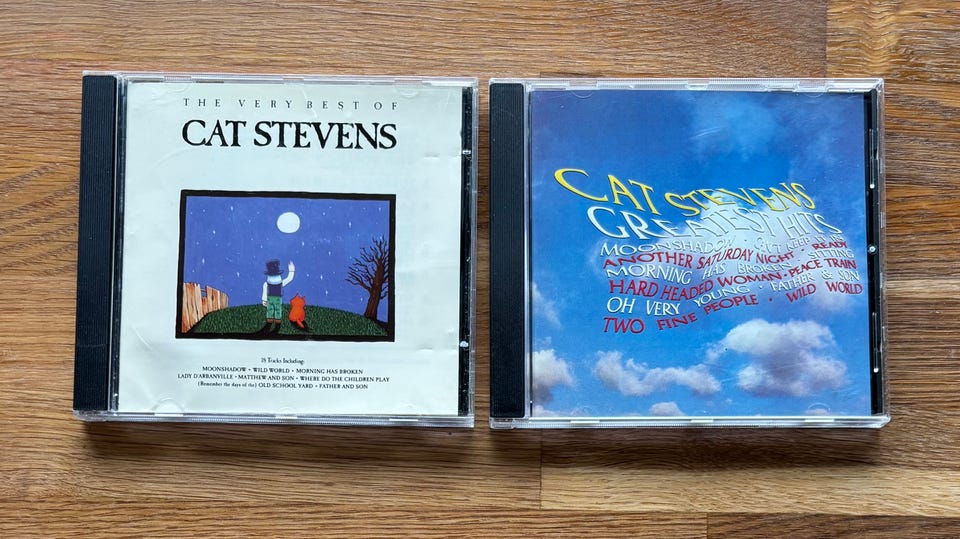 THE VERY BEST OF
CAT STEVENS
18 Tracks Including:
MOONSHADOW • WILD WORLD • MORNING HAS BROKEN
LADY D'ARBANVILLE • MATTHEW AND SON • WHERE DO THE CHILDREN PLAY
(Remember the days of the) OLD SCHOOL YARD • FATHER AND SON
CAT STEVENS
GREATEST HITS
MOONSHADOW • CAN'T KEEP IT IN
ANOTHER SATURDAY NIGHT • READY
MORNING HAS BROKEN • SITTING
HARD HEADED WOMAN • PEACE TRAIN
OH VERY YOUNG • FATHER & SON
TWO FINE PEOPLE • WILD WORLD